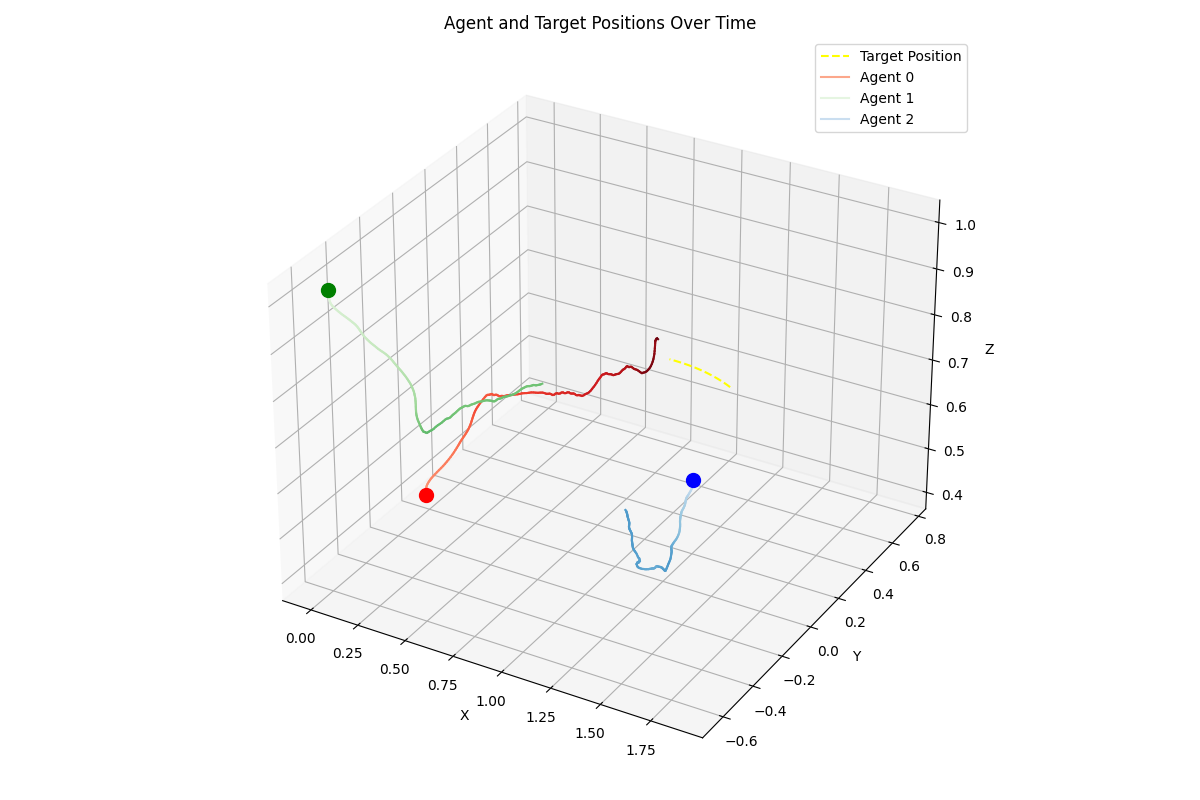 Agent and Target Positions Over Time
Target Position
Agent 0
Agent 1
Agent 2
1.0
0.9
0.8
0.7
0.6
0.5
0.4
Z
0.8
0.6
0.4
0.2
0.0
−0.2
−0.4
−0.6
Y
0.00
0.25
0.50
0.75
1.00
1.25
1.50
1.75
X